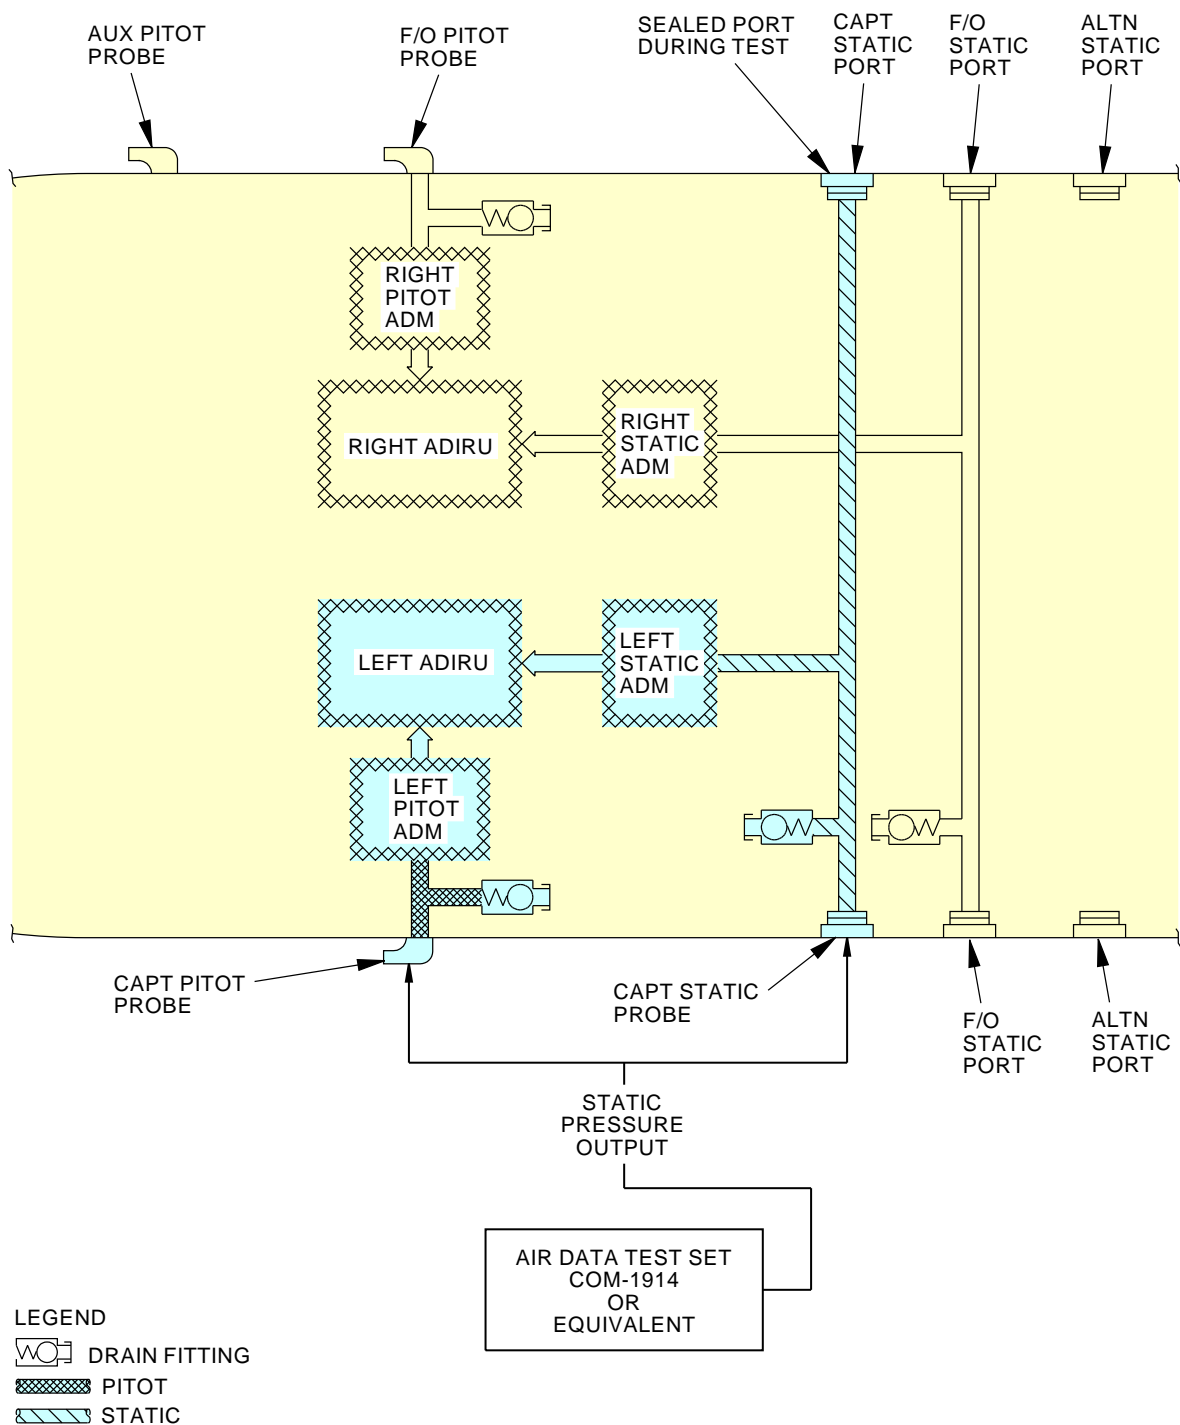 AUX PITOT
PROBE
F/O PITOT
PROBE
SEALED PORT
DURING TEST
CAPT
STATIC
PORT
F/O
STATIC
PORT
ALTN
STATIC
PORT
RIGHT
PITOT
ADM
RIGHT ADIRU
RIGHT
STATIC
ADM
LEFT ADIRU
LEFT
STATIC
ADM
LEFT
PITOT
ADM
CAPT PITOT
PROBE
CAPT STATIC
PROBE
F/O
STATIC
PORT
ALTN
STATIC
PORT
STATIC
PRESSURE
OUTPUT
AIR DATA TEST SET
COM-1914
OR
EQUIVALENT
LEGEND
DRAIN FITTING
PITOT
STATIC